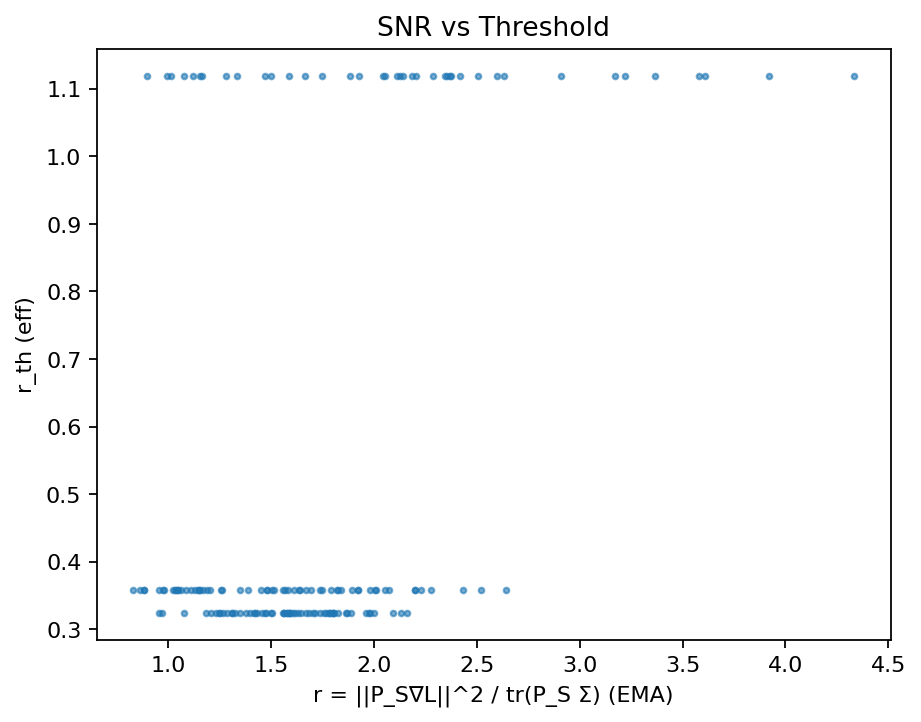 SNR vs Threshold
r_th (eff)
1.1
1.0
0.9
0.8
0.7
0.6
0.5
0.4
0.3
1.0 1.5 2.0 2.5 3.0 3.5 4.0 4.5
r = ||P_S∇L||^2 / tr(P_S Σ) (EMA)